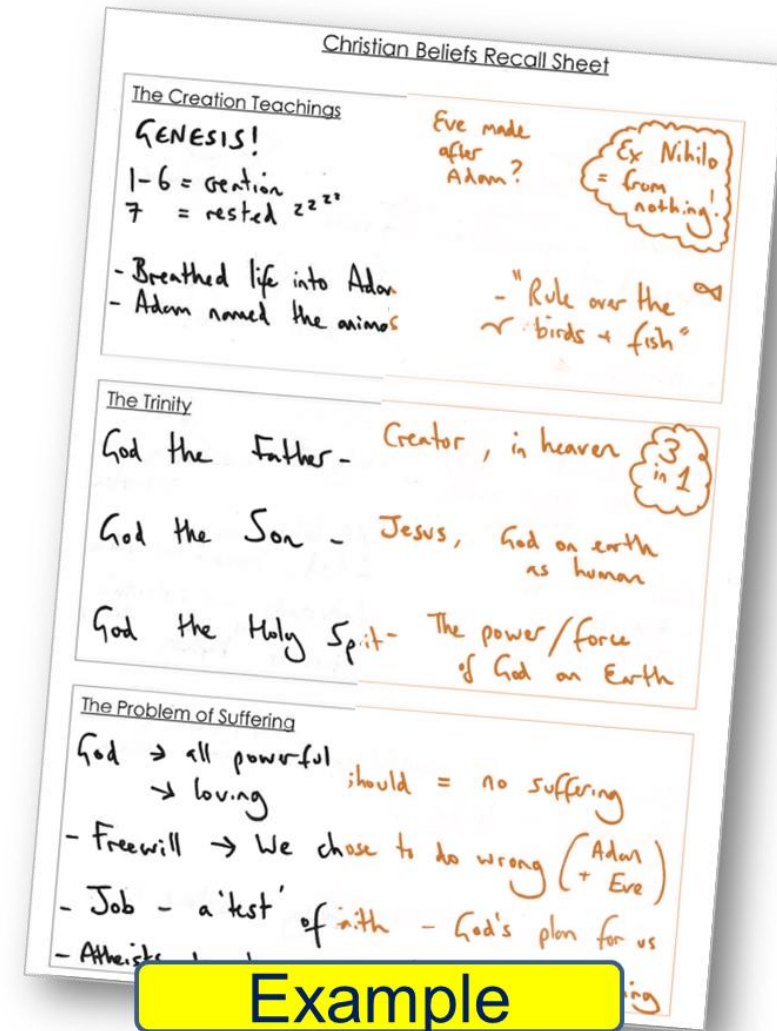 Christian Beliefs Recall Sheet
The Creation Teachings
GENESIS!
1-6 = creation
7 = rested zzzz
- Breathed life into Adam
- Adam named the animals
Eve made
after
Adam?
Ex Nihilo
= from
nothing!
- "Rule over the
birds + fish"
The Trinity
God the Father - Creator, in heaven
3
in 1
God the Son - Jesus, God on earth
as human
God the Holy Spirit - The power/force
of God on Earth
The Problem of Suffering
God → all powerful
→ loving
should = no suffering
- Freewill → We chose to do wrong (Adam
+ Eve)
- Job - a 'test' of faith - God's plan for us
- Atheists
Example